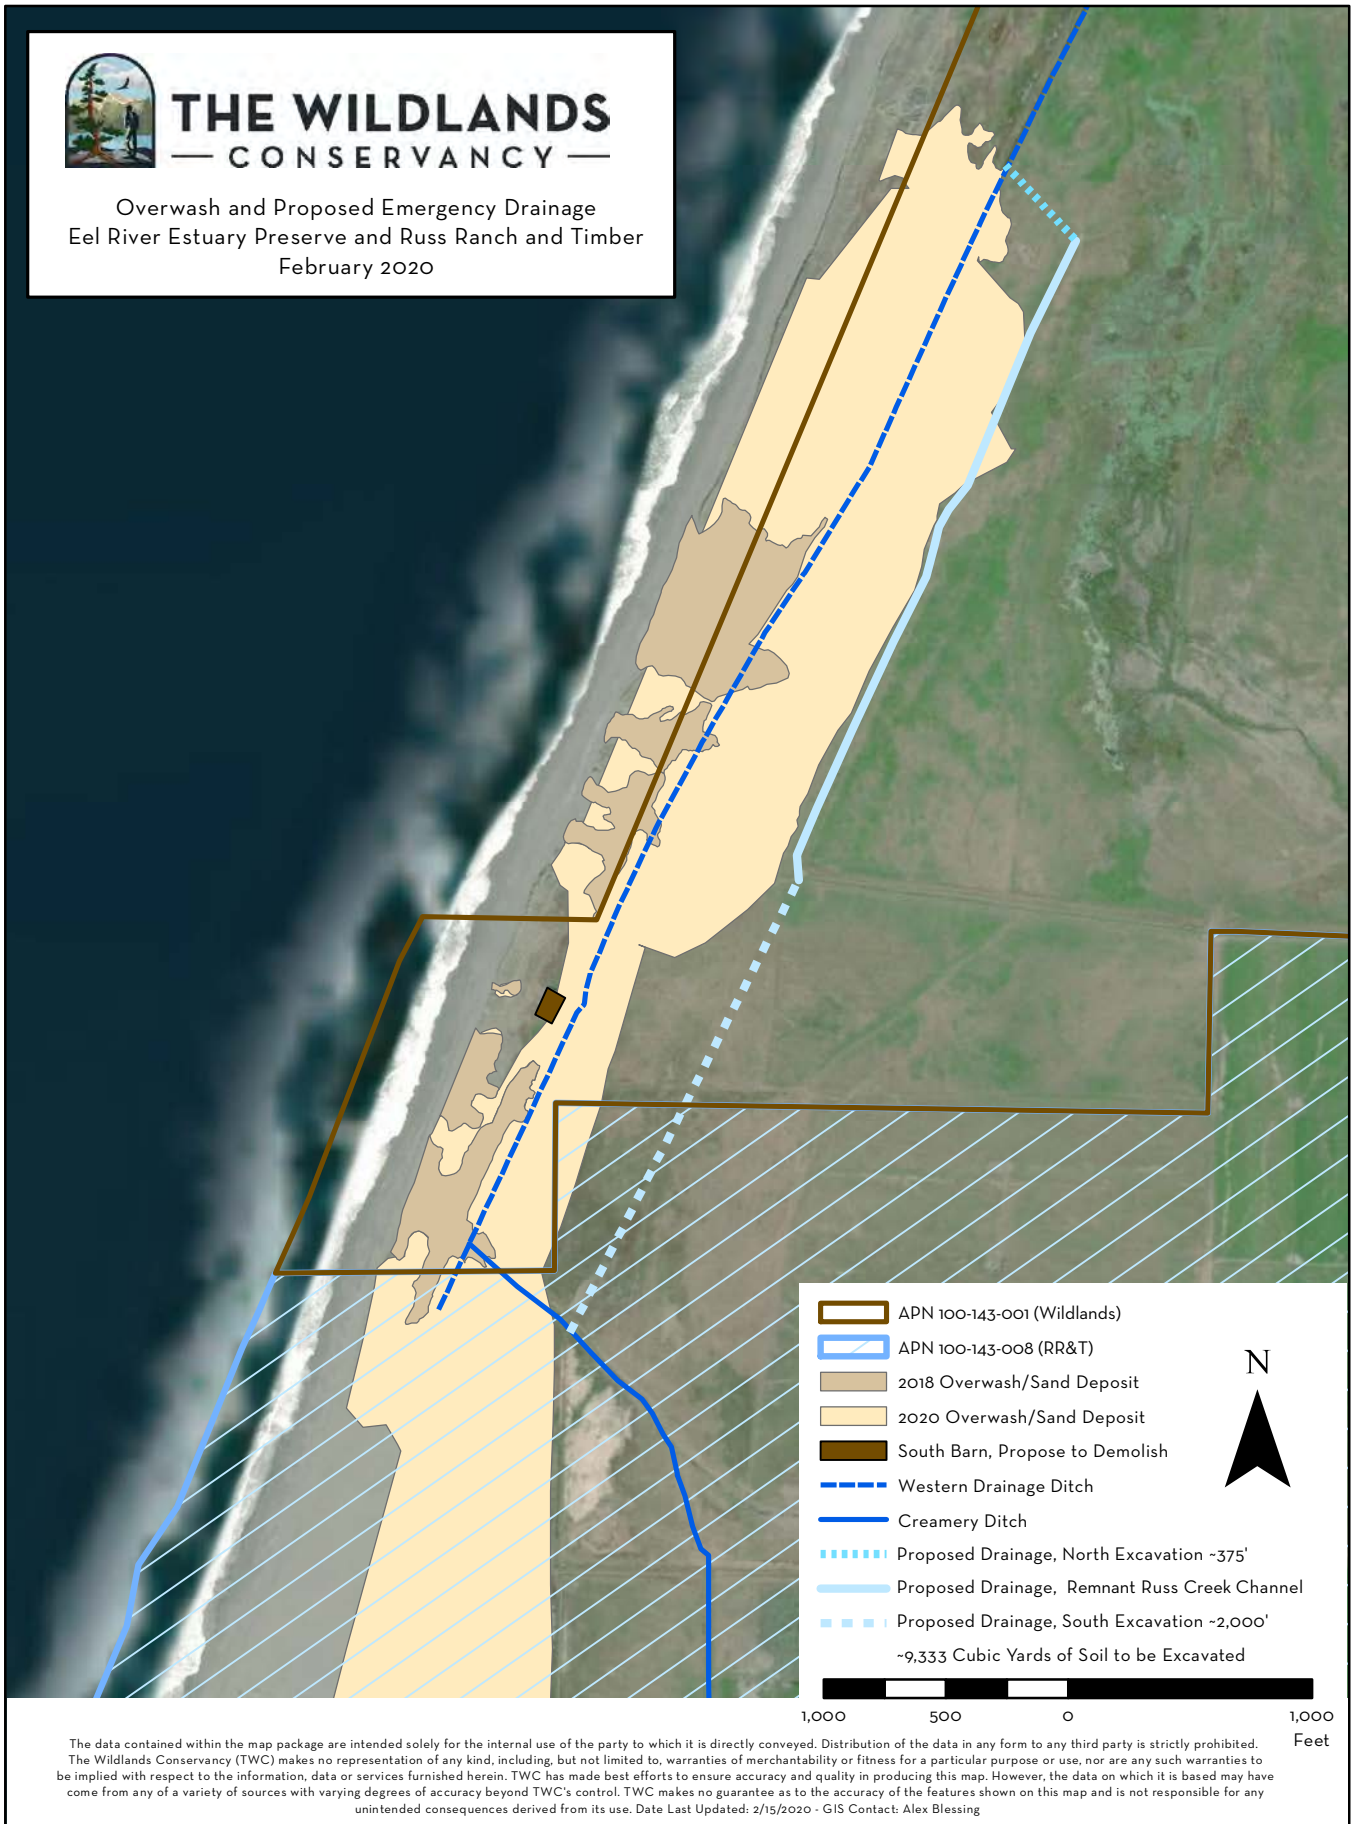 THE WILDLANDS
CONSERVANCY
Overwash and Proposed Emergency Drainage
Eel River Estuary Preserve and Russ Ranch and Timber
February 2020
APN 100-143-001 (Wildlands)
APN 100-143-008 (RR&T)
N
2018 Overwash/Sand Deposit
2020 Overwash/Sand Deposit
South Barn, Propose to Demolish
Western Drainage Ditch
Creamery Ditch
Proposed Drainage, North Excavation ~375'
Proposed Drainage, Remnant Russ Creek Channel
Proposed Drainage, South Excavation ~2,000'
~9,333 Cubic Yards of Soil to be Excavated
1,000 500 0 1,000
Feet
The data contained within the map package are intended solely for the internal use of the party to which it is directly conveyed. Distribution of the data in any form to any third party is strictly prohibited.
The Wildlands Conservancy (TWC) makes no representation of any kind, including, but not limited to, warranties of merchantability or fitness for a particular purpose or use, nor are any such warranties to
be implied with respect to the information, data or services furnished herein. TWC has made best efforts to ensure accuracy and quality in producing this map. However, the data on which it is based may have
come from any of a variety of sources with varying degrees of accuracy beyond TWC's control. TWC makes no guarantee as to the accuracy of the features shown on this map and is not responsible for any
unintended consequences derived from its use. Date Last Updated: 2/15/2020 - GIS Contact: Alex Blessing